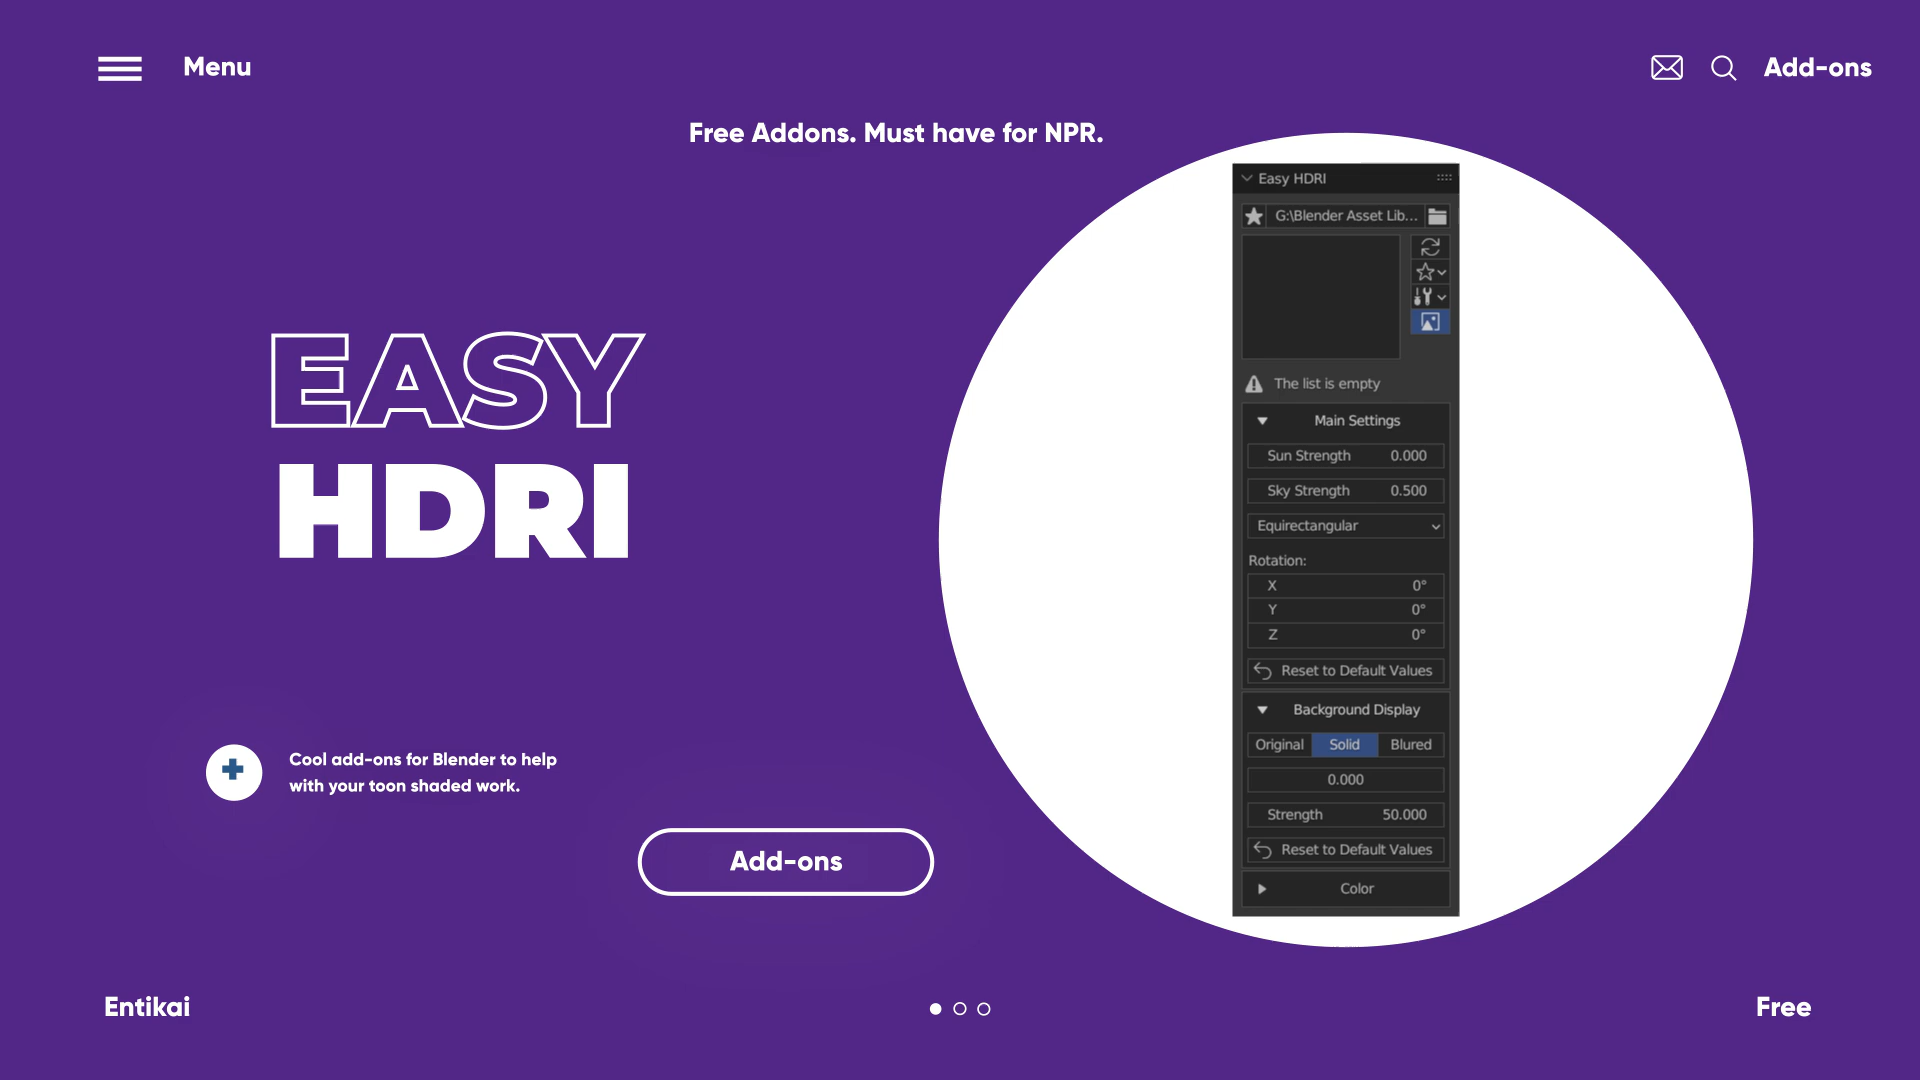 Menu
Add-ons
Free Addons. Must have for NPR.
EASY
HDRI
Cool add-ons for Blender to help
with your toon shaded work.
Add-ons
Easy HDRI
G:\Blender Asset Lib...
The list is empty
Main Settings
Sun Strength 0.000
Sky Strength 0.500
Equirectangular
Rotation:
X 0°
Y 0°
Z 0°
Reset to Default Values
Background Display
Original Solid Blured
0.000
Strength 50.000
Reset to Default Values
Color
Entikai
Free